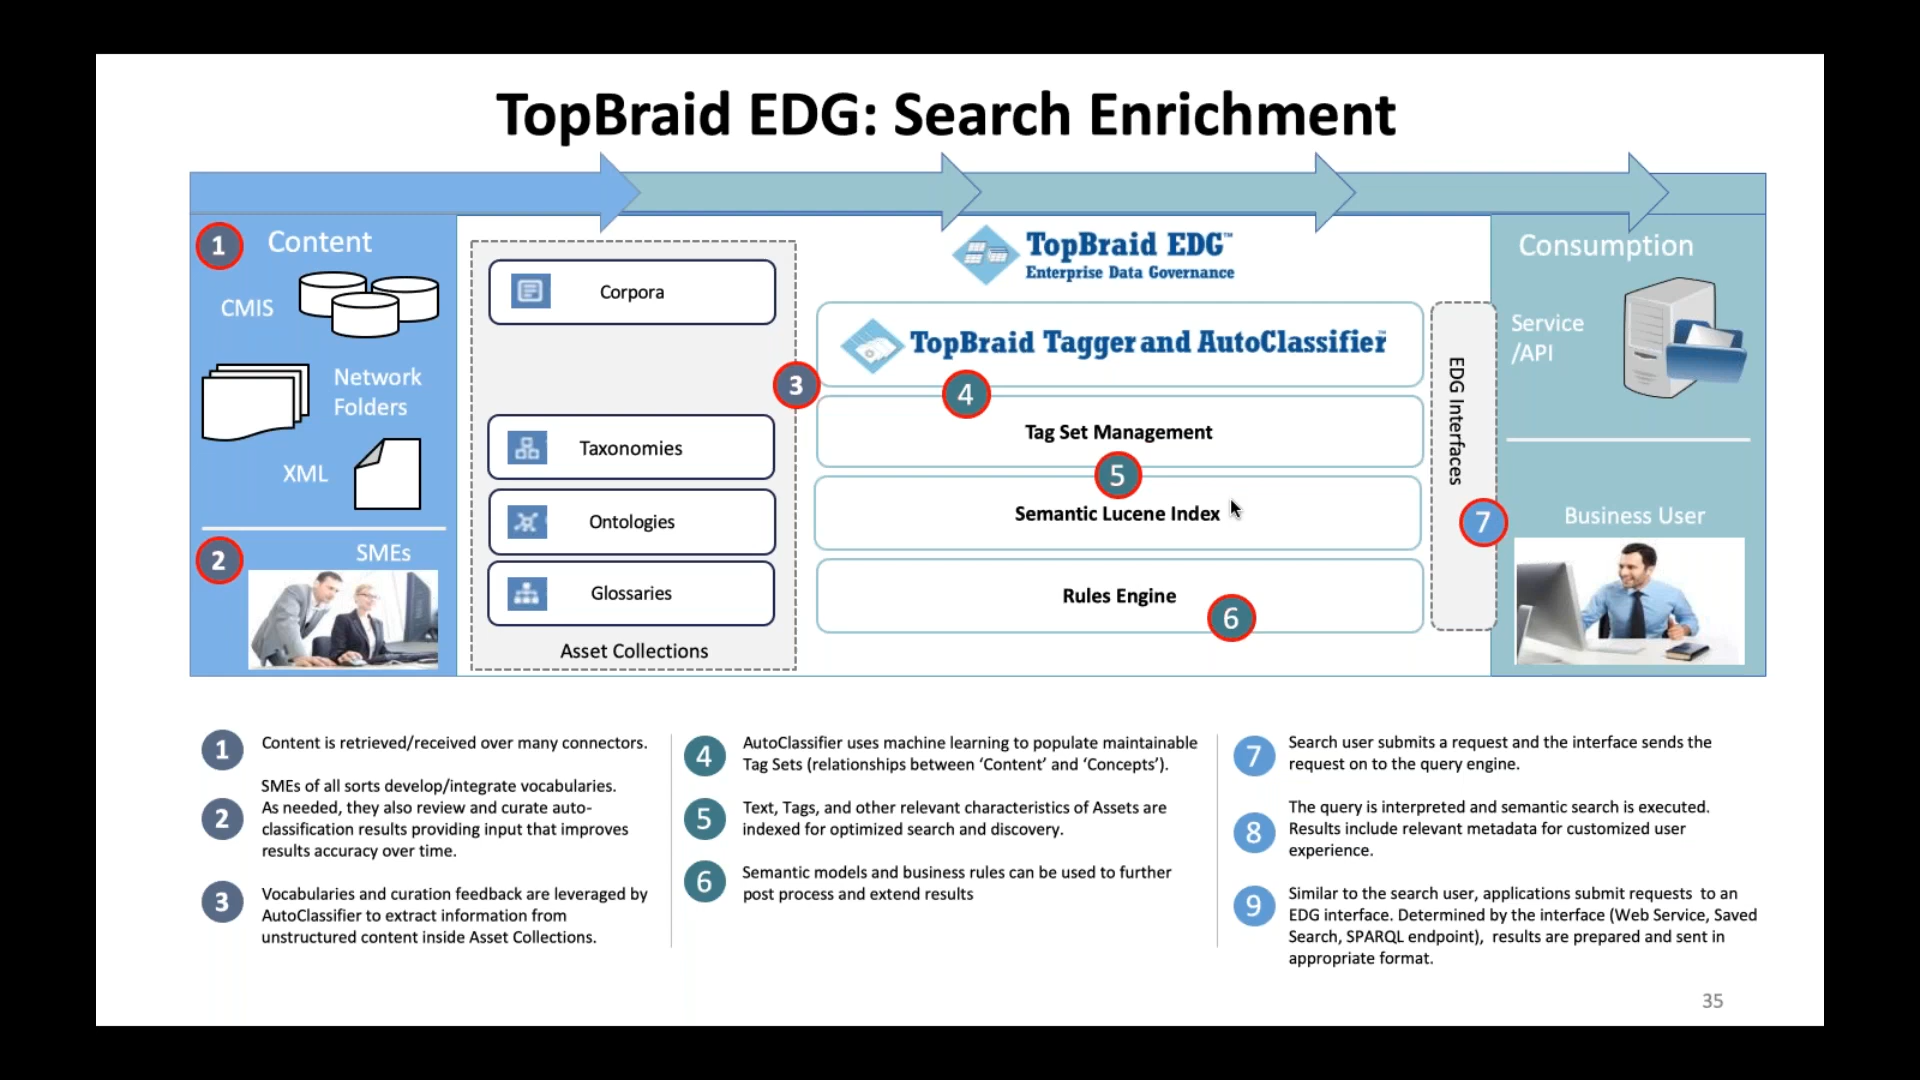 TopBraid EDG: Search Enrichment
1
Content
CMIS
Network
Folders
XML
2
SMEs
Corpora
Taxonomies
Ontologies
Glossaries
Asset Collections
3
TopBraid EDG™
Enterprise Data Governance
TopBraid Tagger and AutoClassifier™
4
Tag Set Management
5
Semantic Lucene Index
Rules Engine
6
EDG Interfaces
7
Consumption
Service
/API
Business User
1
Content is retrieved/received over many connectors.
2
SMEs of all sorts develop/integrate vocabularies.
As needed, they also review and curate auto-
classification results providing input that improves
results accuracy over time.
3
Vocabularies and curation feedback are leveraged by
AutoClassifier to extract information from
unstructured content inside Asset Collections.
4
AutoClassifier uses machine learning to populate maintainable
Tag Sets (relationships between ‘Content’ and ‘Concepts’).
5
Text, Tags, and other relevant characteristics of Assets are
indexed for optimized search and discovery.
6
Semantic models and business rules can be used to further
post process and extend results
7
Search user submits a request and the interface sends the
request on to the query engine.
8
The query is interpreted and semantic search is executed.
Results include relevant metadata for customized user
experience.
9
Similar to the search user, applications submit requests to an
EDG interface. Determined by the interface (Web Service, Saved
Search, SPARQL endpoint), results are prepared and sent in
appropriate format.
35